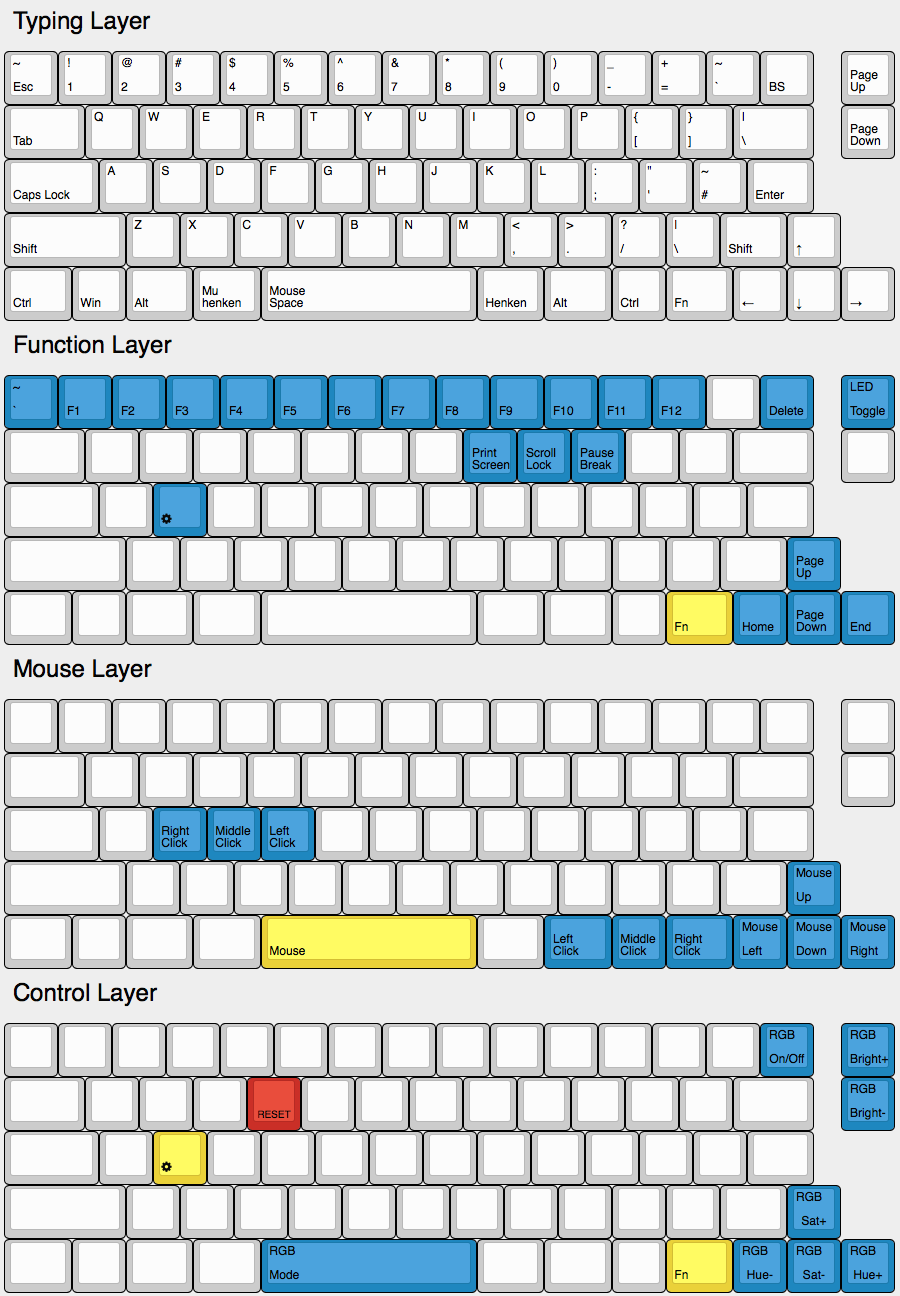 Typing Layer
~ ! @ # $ % ^ & * ( ) _ + ~
Esc 1 2 3 4 5 6 7 8 9 0 - = ` BS
Page
Up
Q W E R T Y U I O P { } |
Tab [ ] \
Page
Down
A S D F G H J K L : " ~
Caps Lock ; ' # Enter
Z X C V B N M < > ? |
Shift , . / \ Shift ↑
Mu Mouse
Ctrl Win Alt henken Space Henken Alt Ctrl Fn ← ↓ →
Function Layer
~ LED
` F1 F2 F3 F4 F5 F6 F7 F8 F9 F10 F11 F12 Delete Toggle
Print Scroll Pause
Screen Lock Break
Page
Up
Page
Fn Home Down End
Mouse Layer
Right Middle Left
Click Click Click
Mouse
Up
Left Middle Right Mouse Mouse Mouse
Mouse Click Click Click Left Down Right
Control Layer
RGB RGB
On/Off Bright+
RGB
RESET Bright-
RGB
Sat+
RGB RGB RGB RGB
Mode Fn Hue- Sat- Hue+